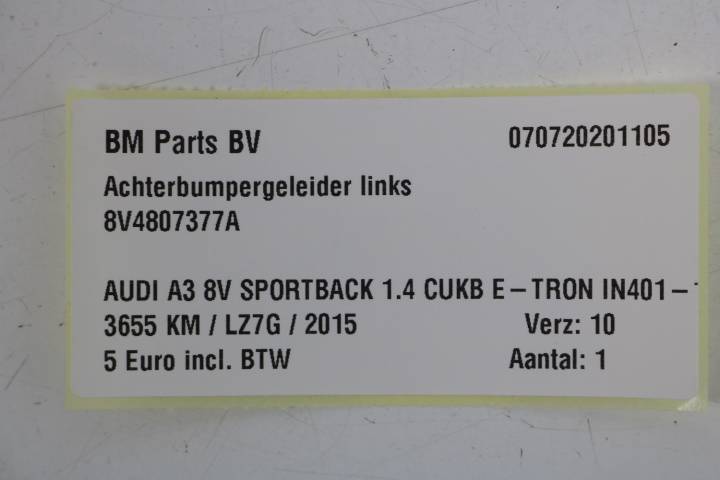 BM Parts BV 070720201105
Achterbumpergeleider links
8V4807377A
AUDI A3 8V SPORTBACK 1.4 CUKB E-TRON IN401-
3655 KM / LZ7G / 2015 Verz: 10
5 Euro incl. BTW Aantal: 1